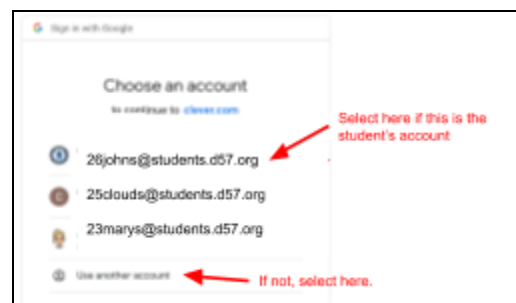 Sign in with Google
Choose an account
to continue to clever.com
Select here if this is the
student's account
26johns@students.d57.org
25clouds@students.d57.org
23marys@students.d57.org
Use another account
If not, select here.